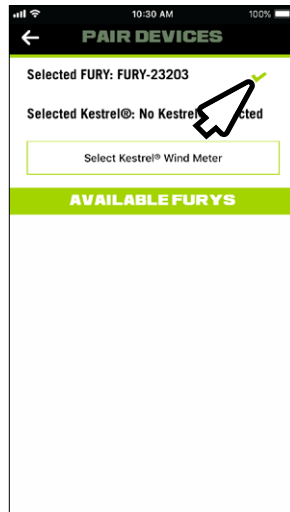 10:30 AM
100%
PAIR DEVICES
Selected FURY: FURY-23203
Selected Kestrel®: No Kestrel cted
Select Kestrel® Wind Meter
AVAILABLE FURYS